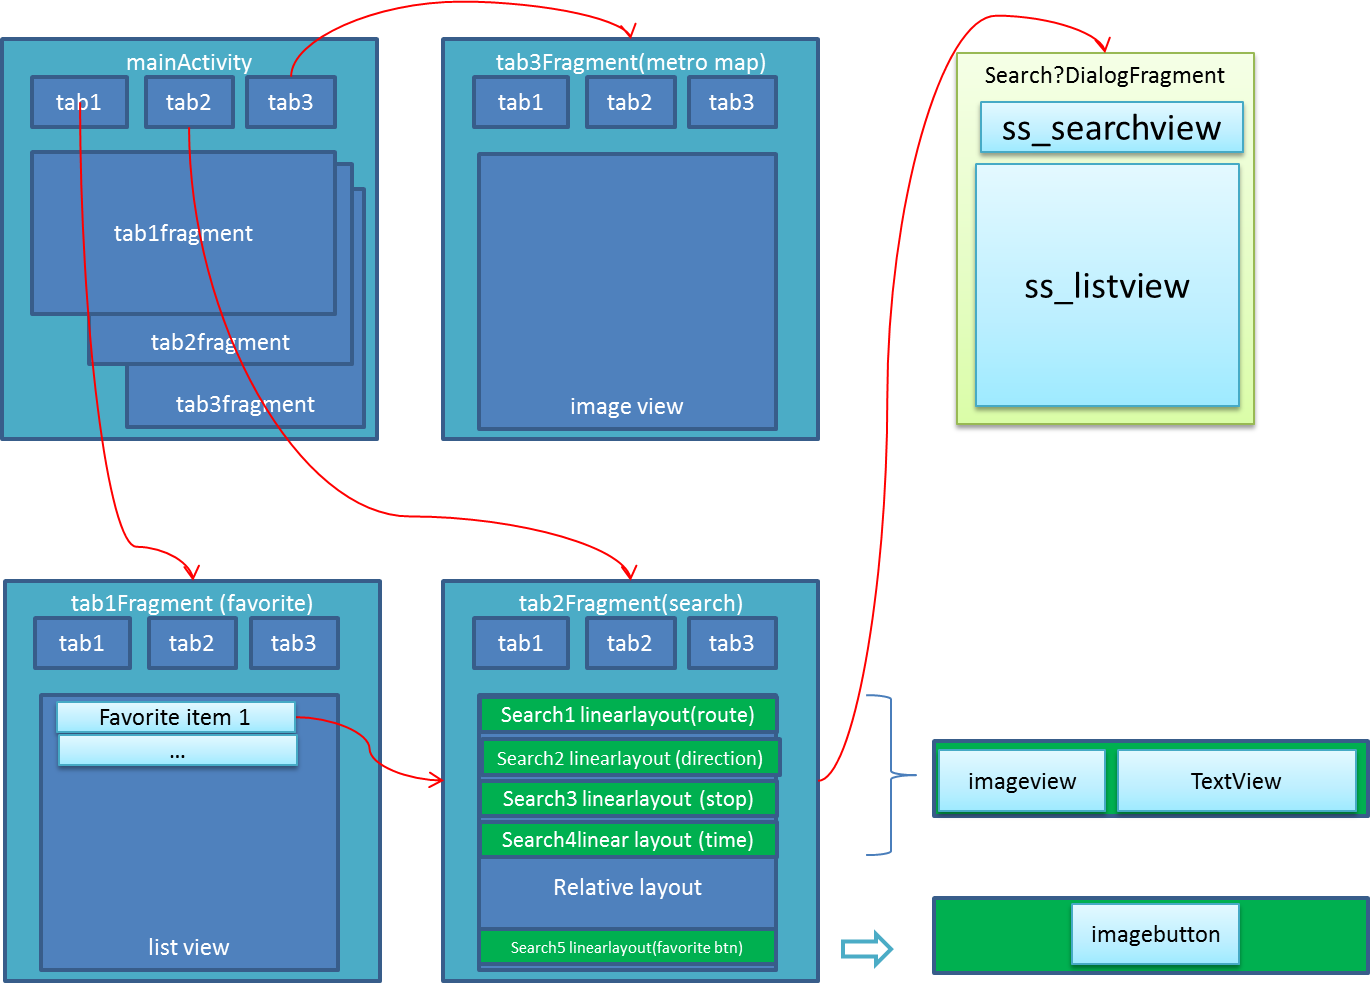 mainActivity
tab1
tab2
tab3
tab1fragment
tab2fragment
tab3fragment
tab3Fragment(metro map)
tab1
tab2
tab3
image view
Search?DialogFragment
ss_searchview
ss_listview
tab1Fragment (favorite)
tab1
tab2
tab3
Favorite item 1
...
list view
tab2Fragment(search)
tab1
tab2
tab3
Search1 linearlayout(route)
Search2 linearlayout (direction)
Search3 linearlayout (stop)
Search4linear layout (time)
Relative layout
Search5 linearlayout(favorite btn)
imageview
TextView
imagebutton